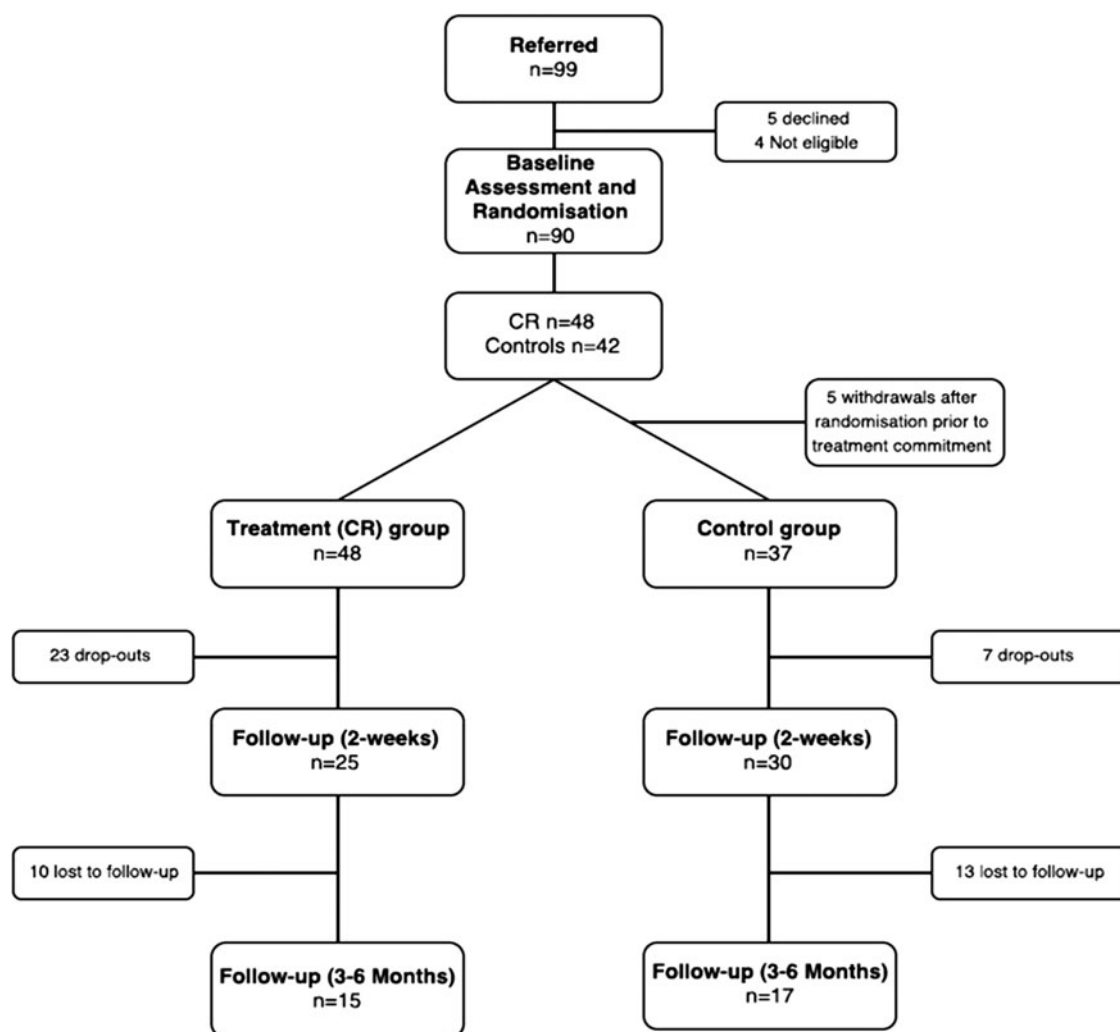 Referred
n=99
5 declined
4 Not eligible
Baseline
Assessment and
Randomisation
n=90
CR n=48
Controls n=42
5 withdrawals after
randomisation prior to
treatment commitment
Treatment (CR) group
n=48
Control group
n=37
23 drop-outs
7 drop-outs
Follow-up (2-weeks)
n=25
Follow-up (2-weeks)
n=30
10 lost to follow-up
13 lost to follow-up
Follow-up (3-6 Months)
n=15
Follow-up (3-6 Months)
n=17